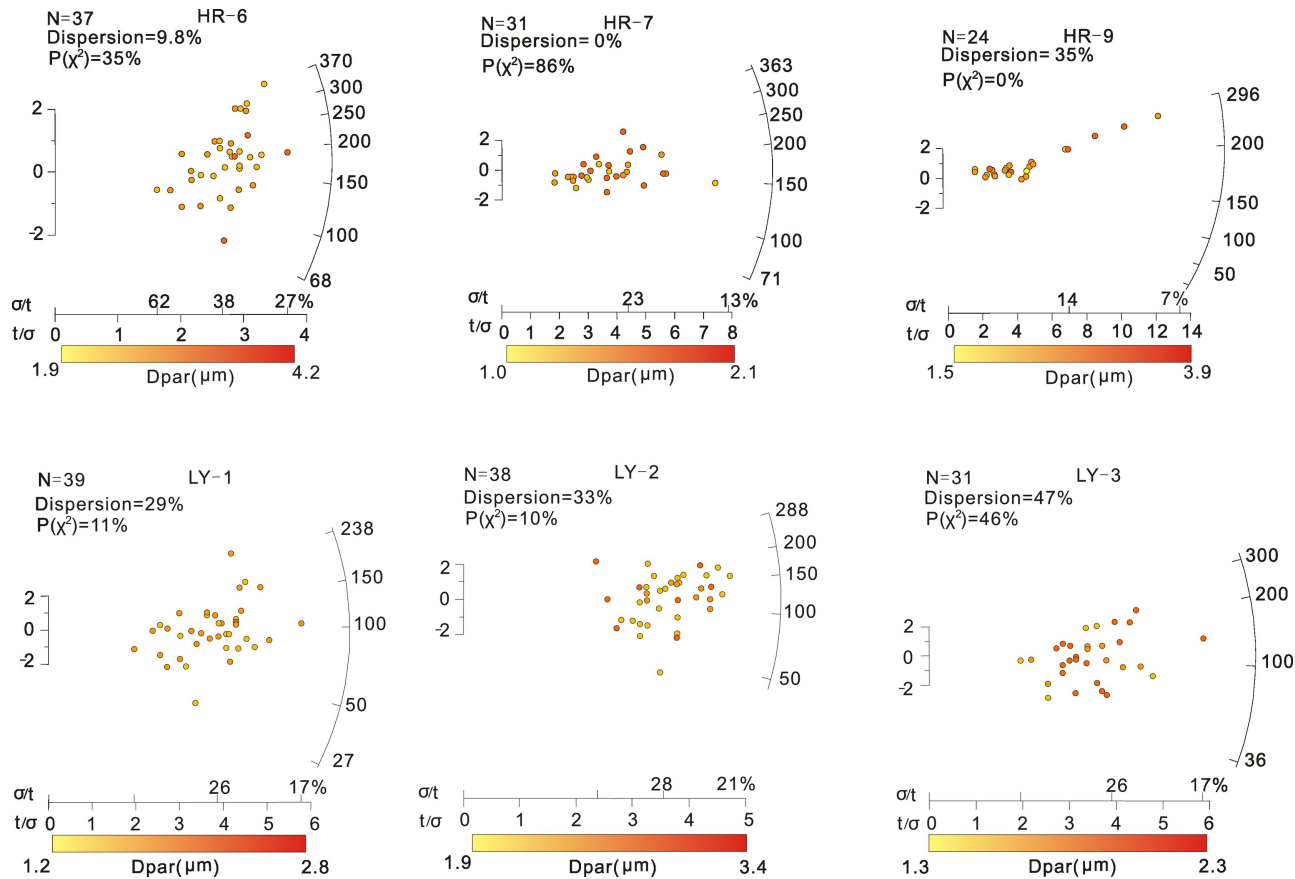 N=37 HR-6
Dispersion=9.8%
P(χ²)=35%
370
300
250
200
150
100
68
2
0
-2
σ/t 62 38 27%
t/σ 0 1 2 3 4
1.9 Dpar(μm) 4.2
N=31 HR-7
Dispersion= 0%
P(χ²)=86%
363
300
250
200
150
100
71
2
0
-2
σ/t 23 13%
t/σ 0 1 2 3 4 5 6 7 8
1.0 Dpar(μm) 2.1
N=24 HR-9
Dispersion= 35%
P(χ²)=0%
296
200
150
100
50
2
0
-2
σ/t 14 7%
t/σ 0 2 4 6 8 10 12 14
1.5 Dpar(μm) 3.9
N=39 LY-1
Dispersion=29%
P(χ²)=11%
238
150
100
50
27
2
0
-2
σ/t 26 17%
t/σ 0 1 2 3 4 5 6
1.2 Dpar(μm) 2.8
N=38 LY-2
Dispersion=33%
P(χ²)=10%
288
200
150
100
50
2
0
-2
σ/t 28 21%
t/σ 0 1 2 3 4 5
1.9 Dpar(μm) 3.4
N=31 LY-3
Dispersion=47%
P(χ²)=46%
300
200
100
36
2
0
-2
σ/t 26 17%
t/σ 0 1 2 3 4 5 6
1.3 Dpar(μm) 2.3